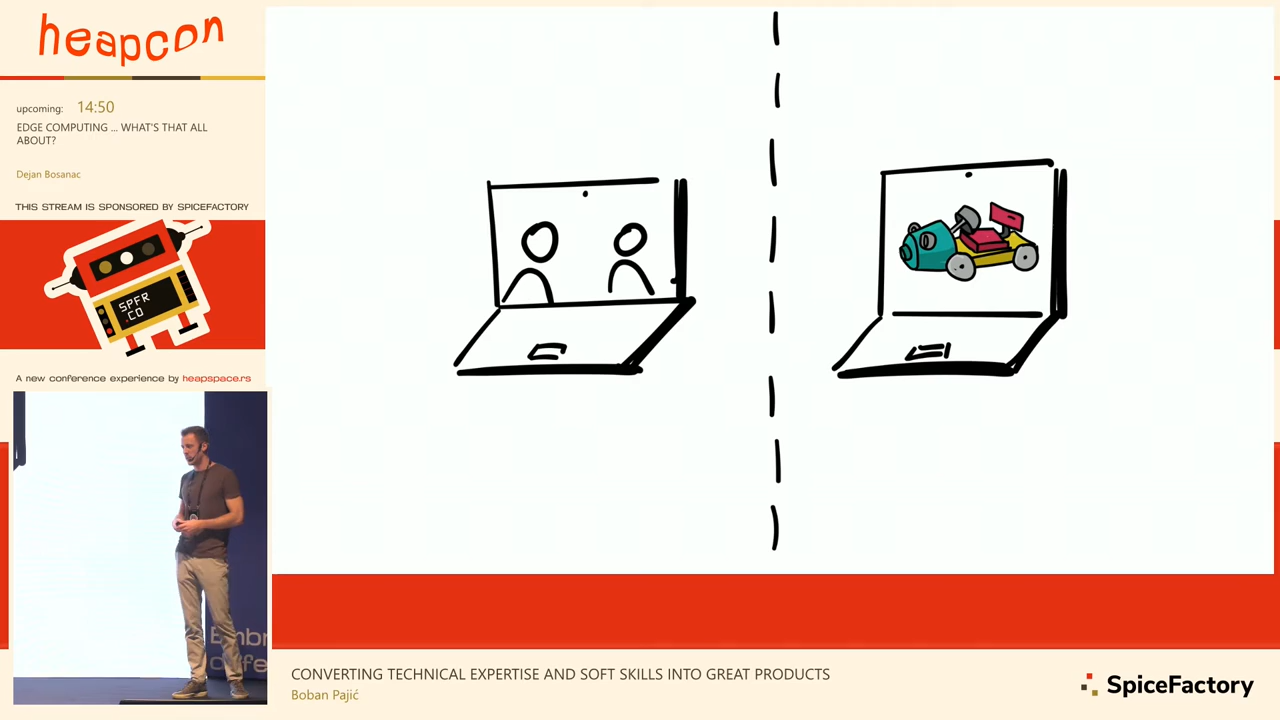 heapcon
upcoming: 14:50
EDGE COMPUTING ... WHAT'S THAT ALL
ABOUT?
Dejan Bosanac
THIS STREAM IS SPONSORED BY SPICEFACTORY
SPFR
.CO
A new conference experience by heapspace.rs
CONVERTING TECHNICAL EXPERTISE AND SOFT SKILLS INTO GREAT PRODUCTS
Boban Pajić
SpiceFactory